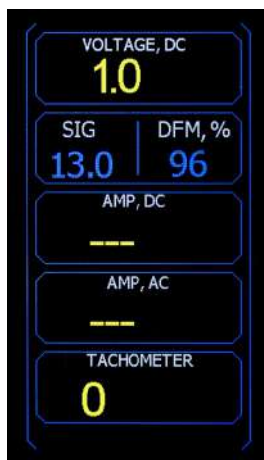 VOLTAGE, DC
1.0
SIG DFM, %
13.0 96
AMP, DC
---
AMP, AC
---
TACHOMETER
0